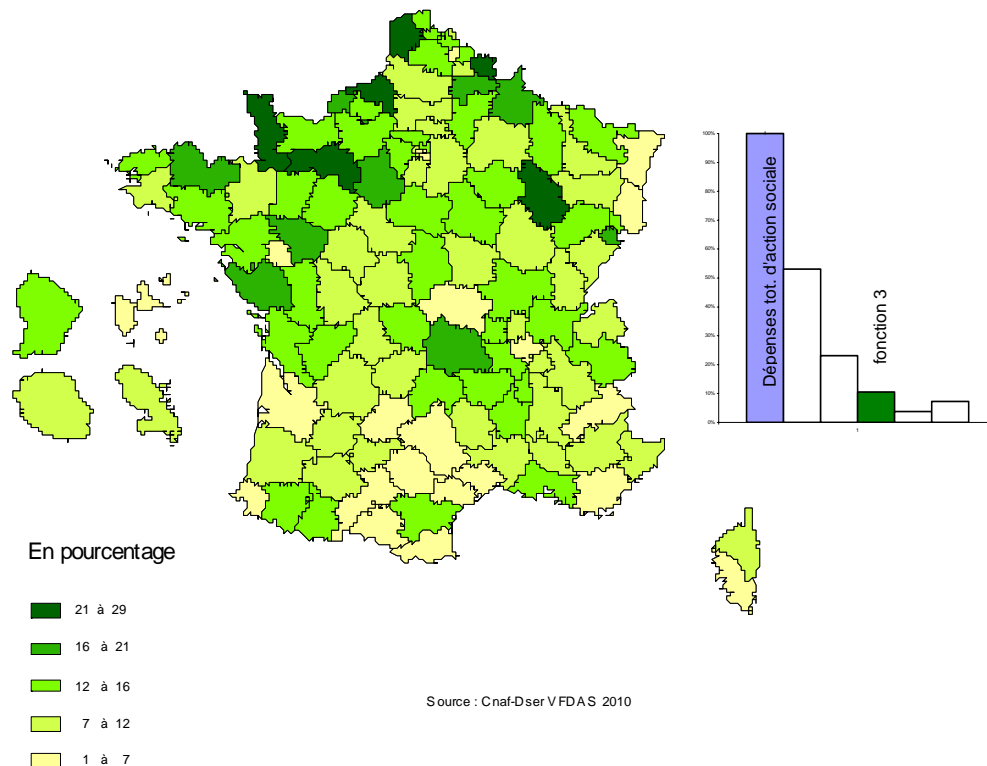 100%
90%
80%
70%
60%
50%
40%
30%
20%
10%
0%
Dépenses tot. d'action sociale
fonction 3
1
En pourcentage
21 à 29
16 à 21
12 à 16
7 à 12
1 à 7
Source : Cnaf-Dser VFDAS 2010